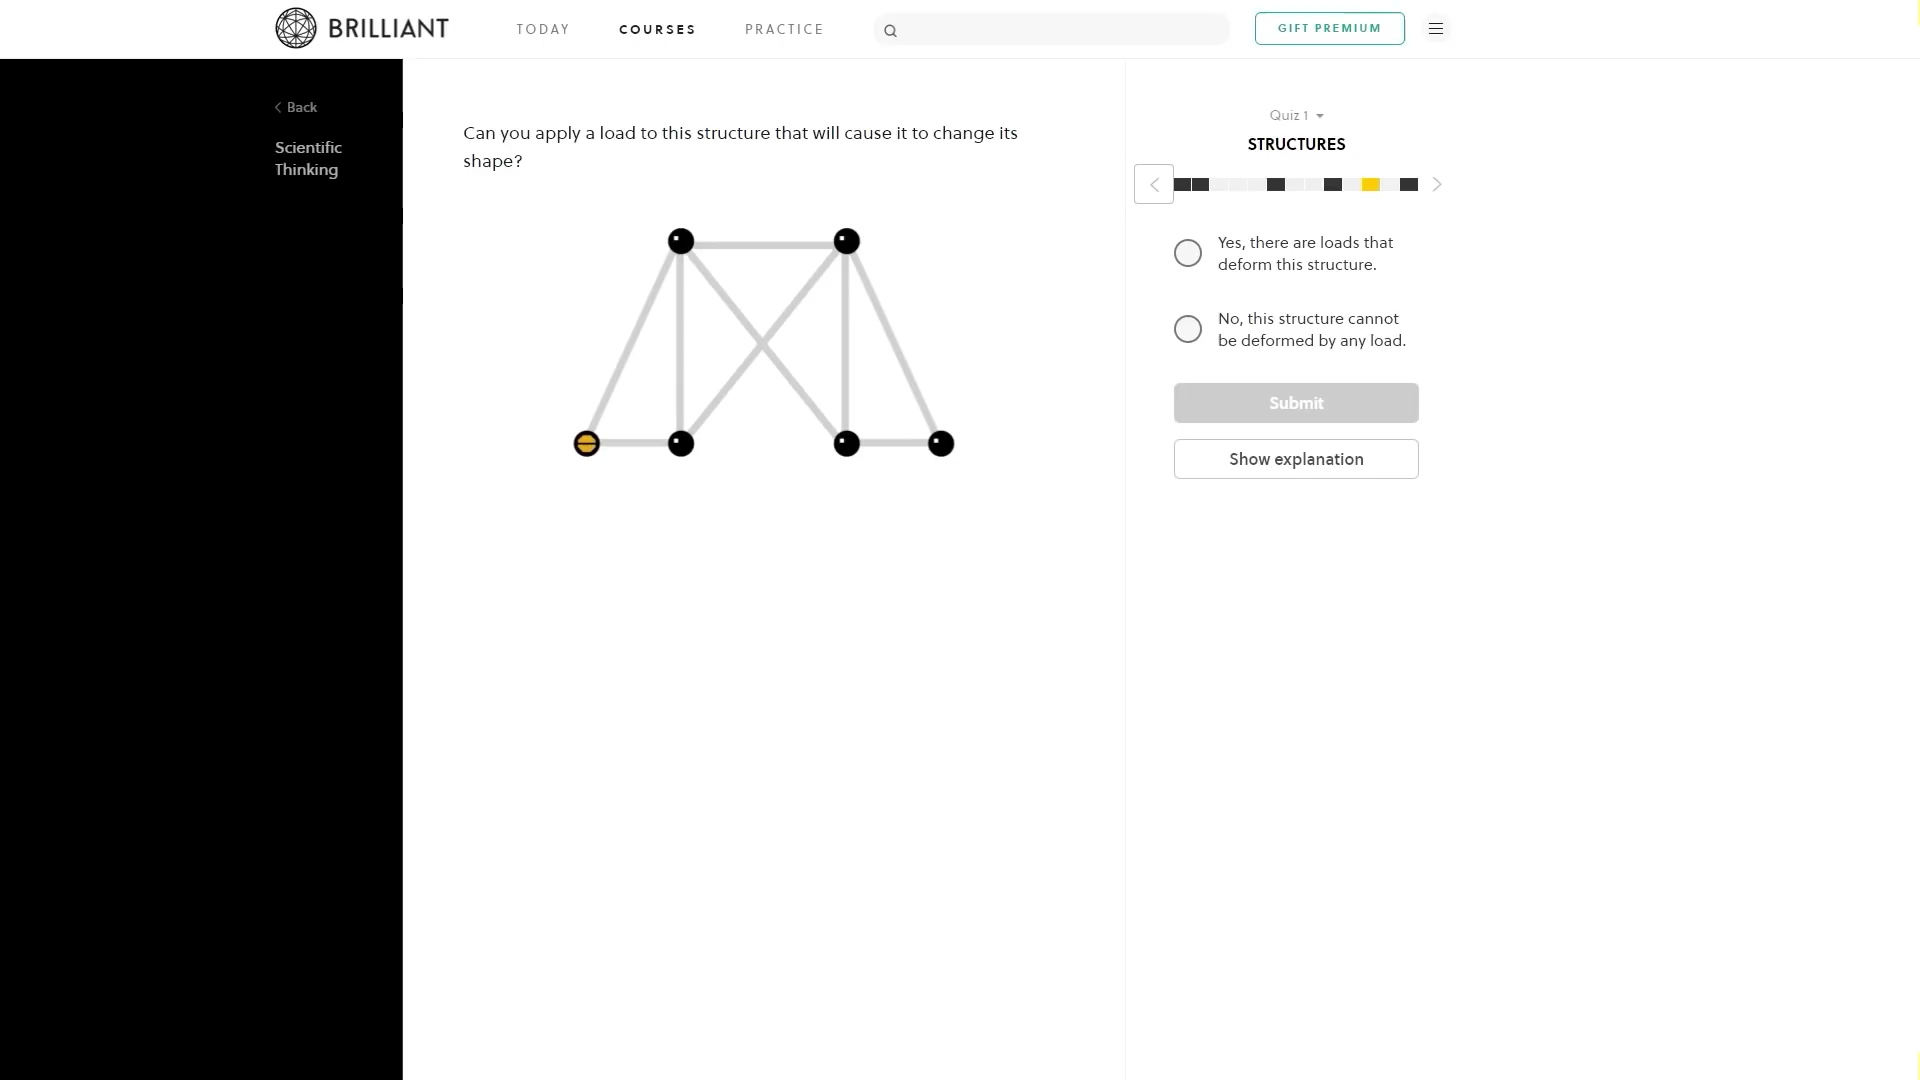 BRILLIANT
TODAY
COURSES
PRACTICE
GIFT PREMIUM
Back
Scientific
Thinking
Can you apply a load to this structure that will cause it to change its
shape?
Quiz 1
STRUCTURES
Yes, there are loads that
deform this structure.
No, this structure cannot
be deformed by any load.
Submit
Show explanation